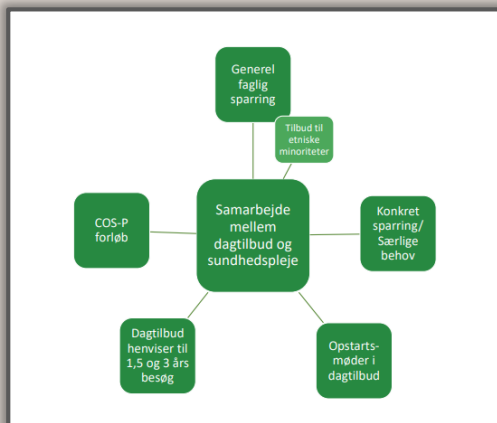 Generel
faglig
sparring
Tilbud til
etniske
minoriteter
Samarbejde
mellem
dagtilbud og
sundhedspleje
COS-P
forløb
Konkret
sparring/
Særlige
behov
Dagtilbud
henviser til
1,5 og 3 års
besøg
Opstarts-
møder i
dagtilbud